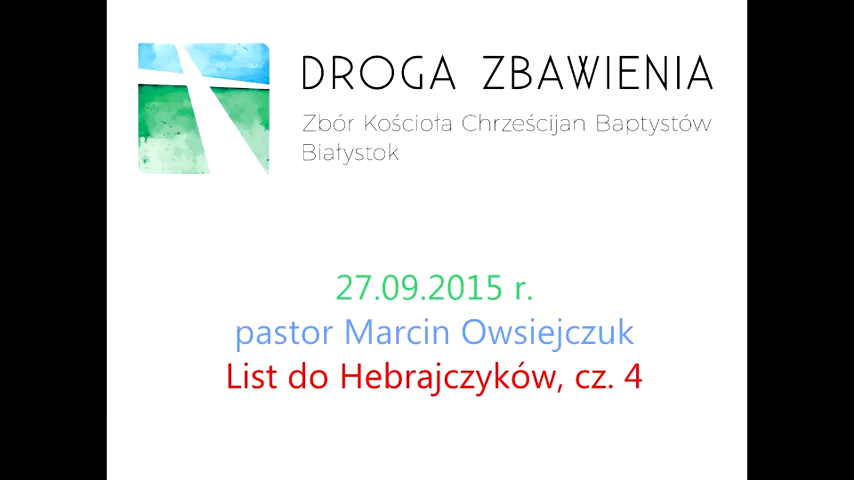 DROGA ZBAWIENIA
Zbór Kościoła Chrześcijan Baptystów
Białystok
27.09.2015 r.
pastor Marcin Owsiejczuk
List do Hebrajczyków, cz. 4